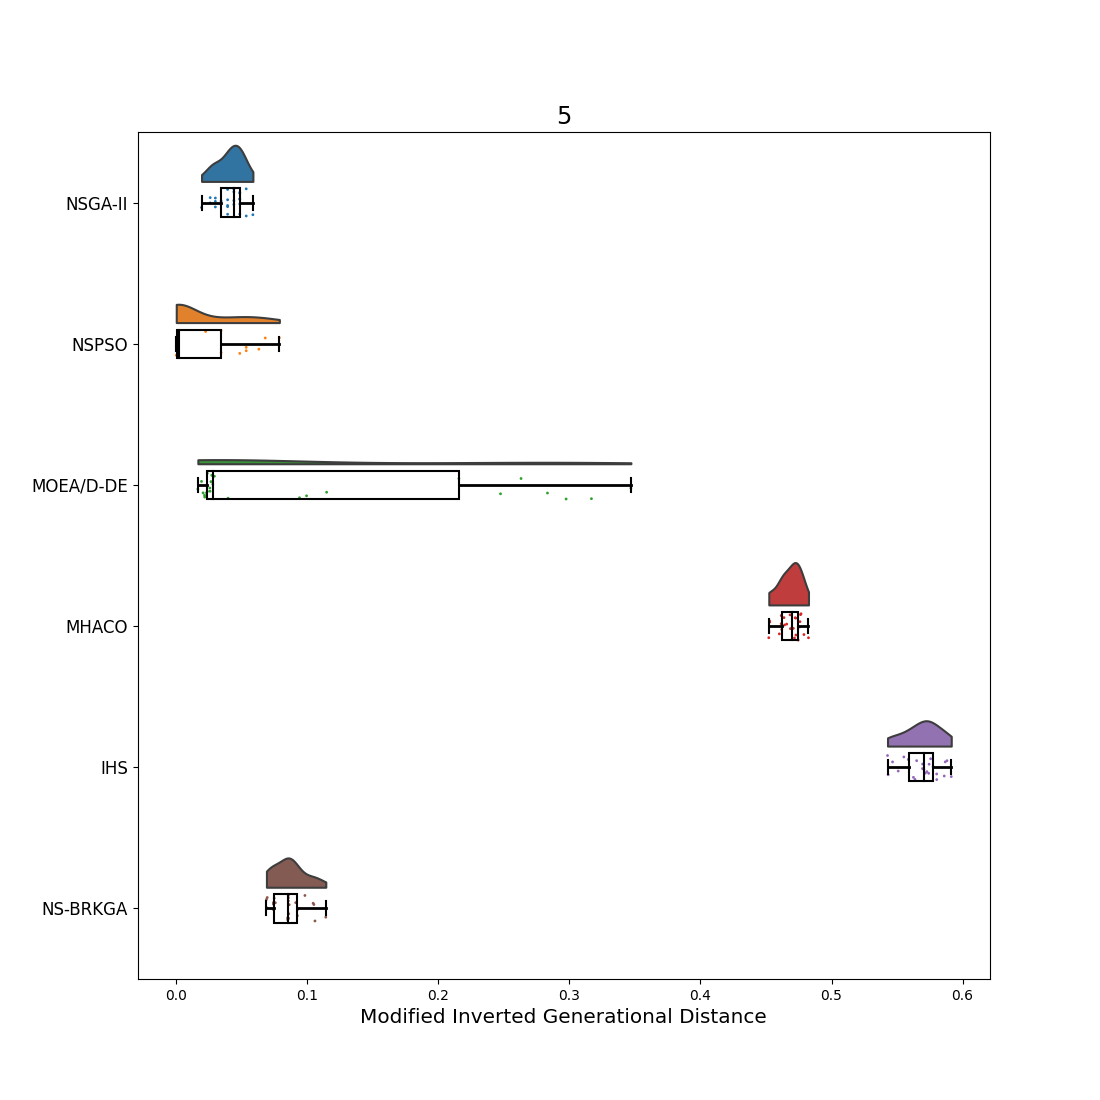 5
NSGA-II
NSPSO
MOEA/D-DE
MHACO
IHS
NS-BRKGA
0.0 0.1 0.2 0.3 0.4 0.5 0.6
Modified Inverted Generational Distance